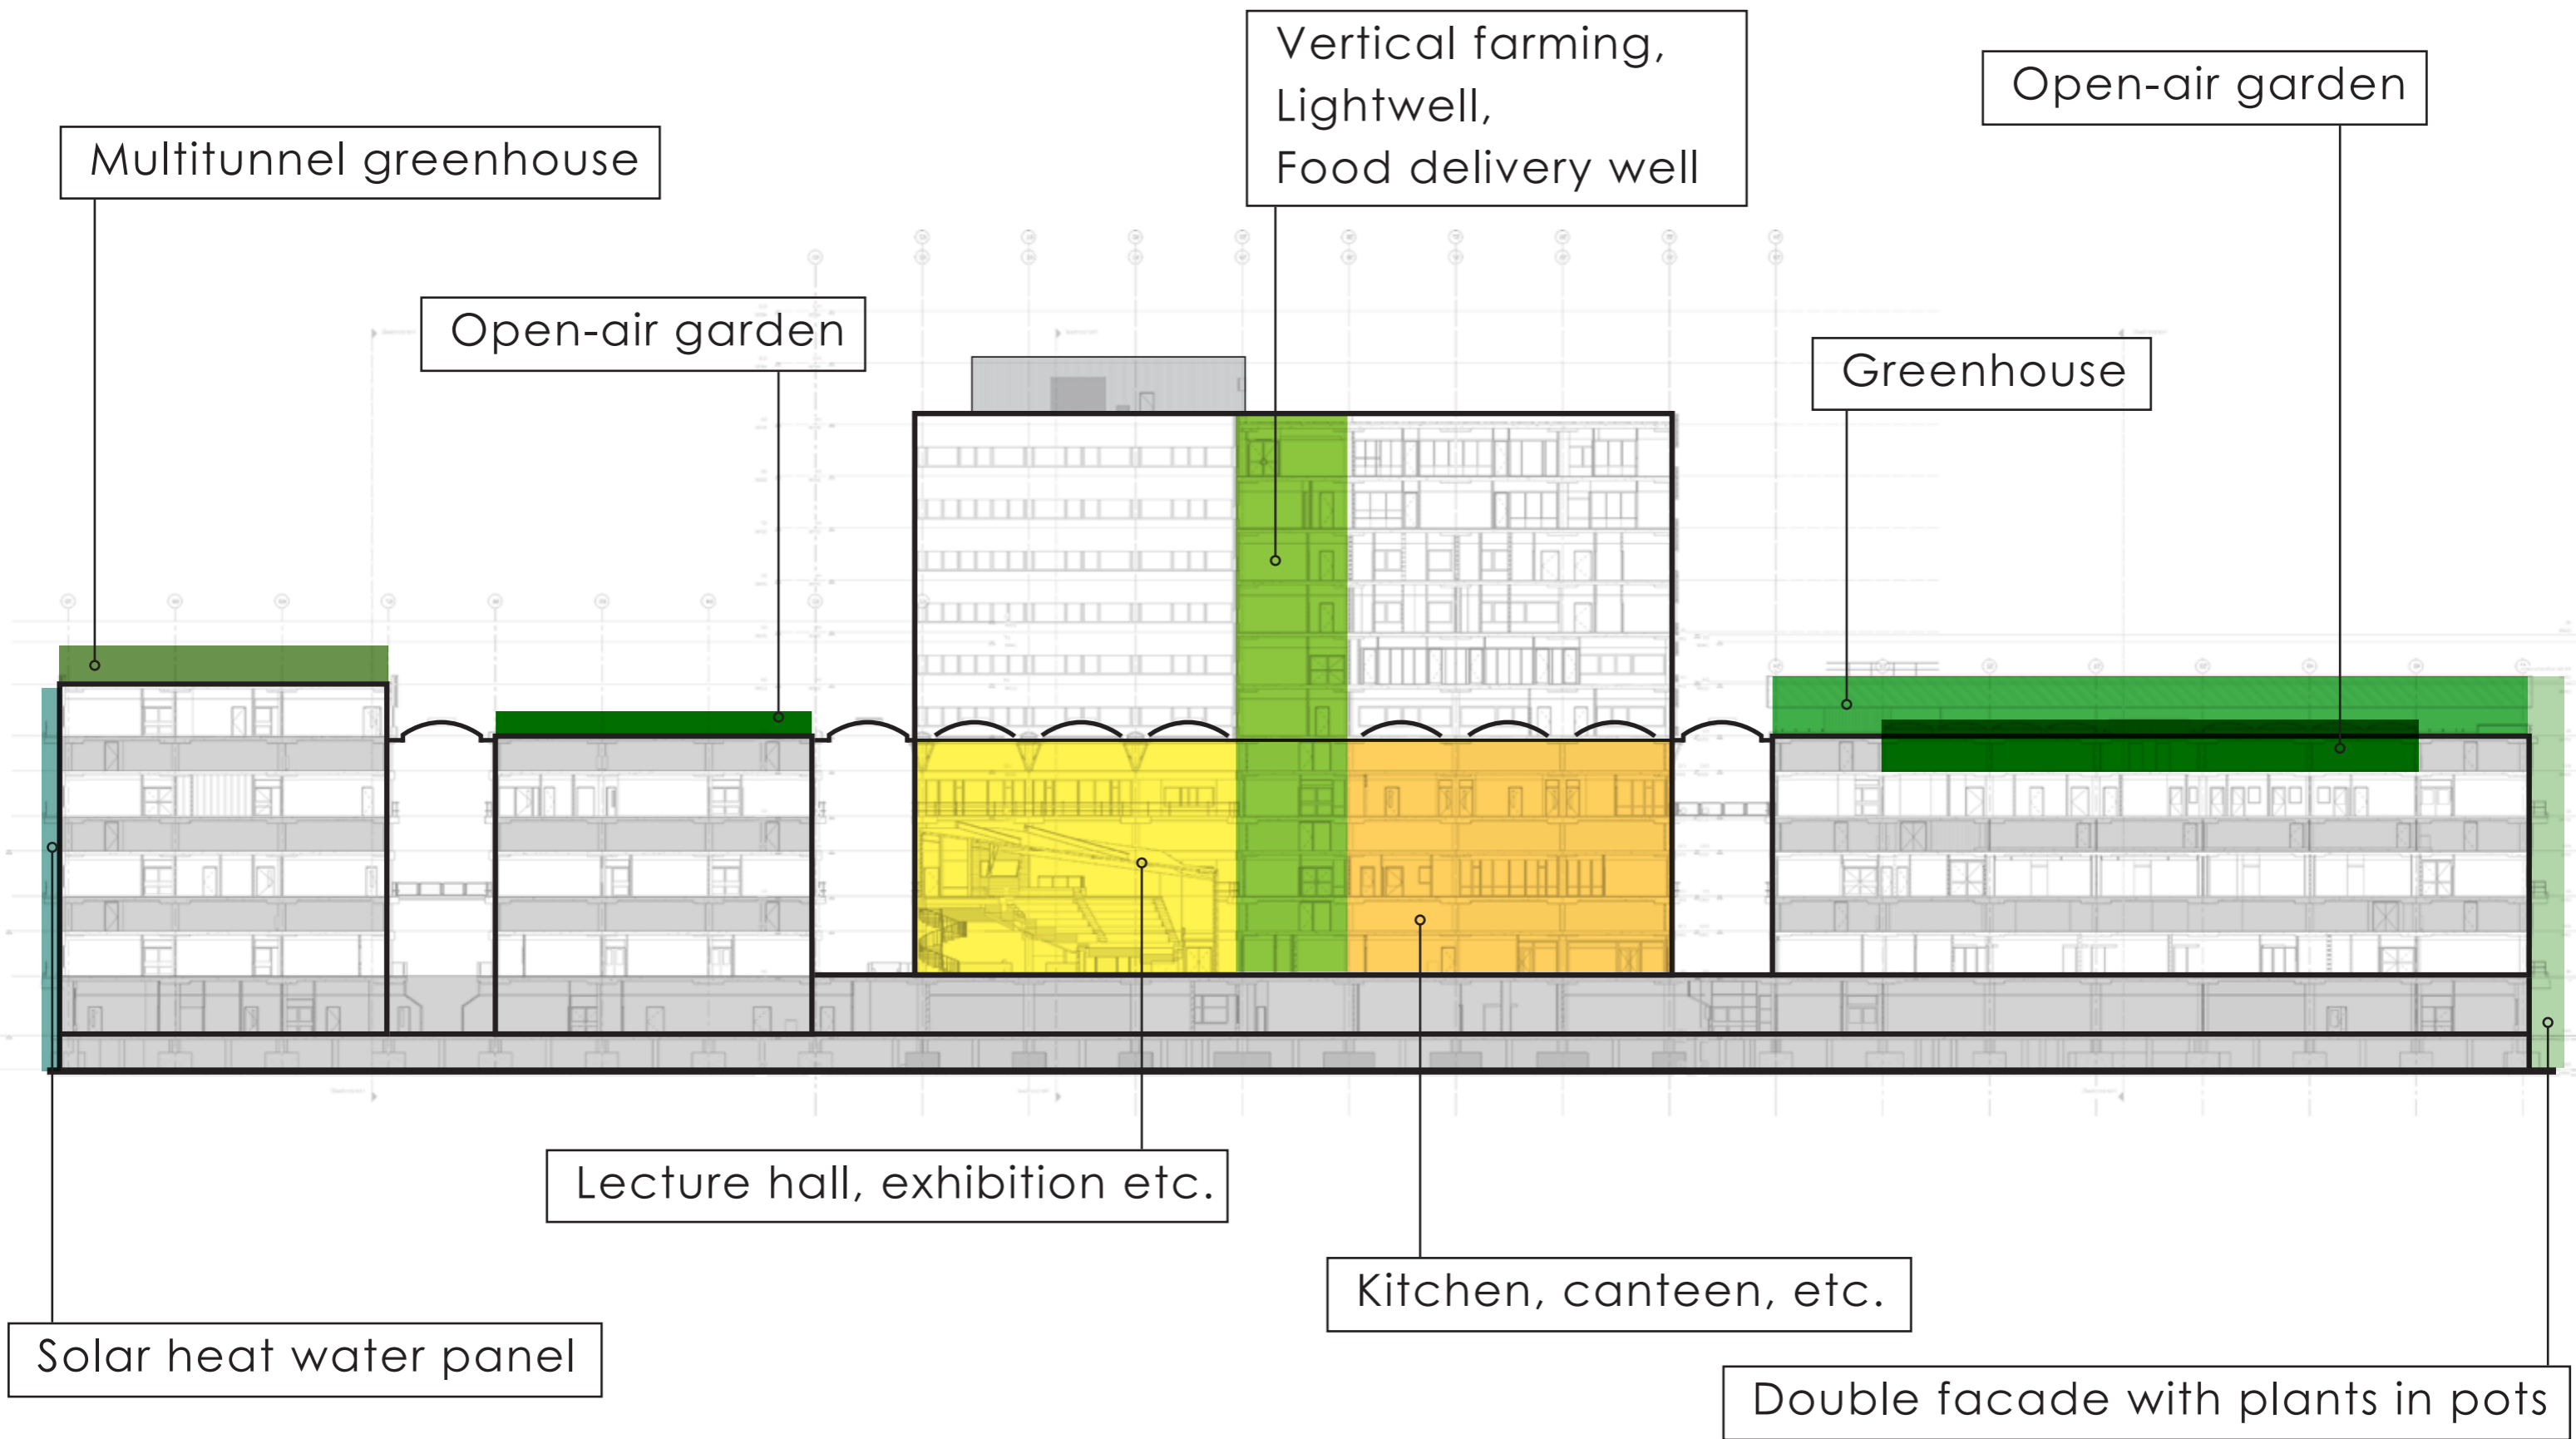 Vertical farming,
Lightwell,
Food delivery well
Open-air garden
Multitunnel greenhouse
Open-air garden
Greenhouse
Lecture hall, exhibition etc.
Kitchen, canteen, etc.
Solar heat water panel
Double facade with plants in pots